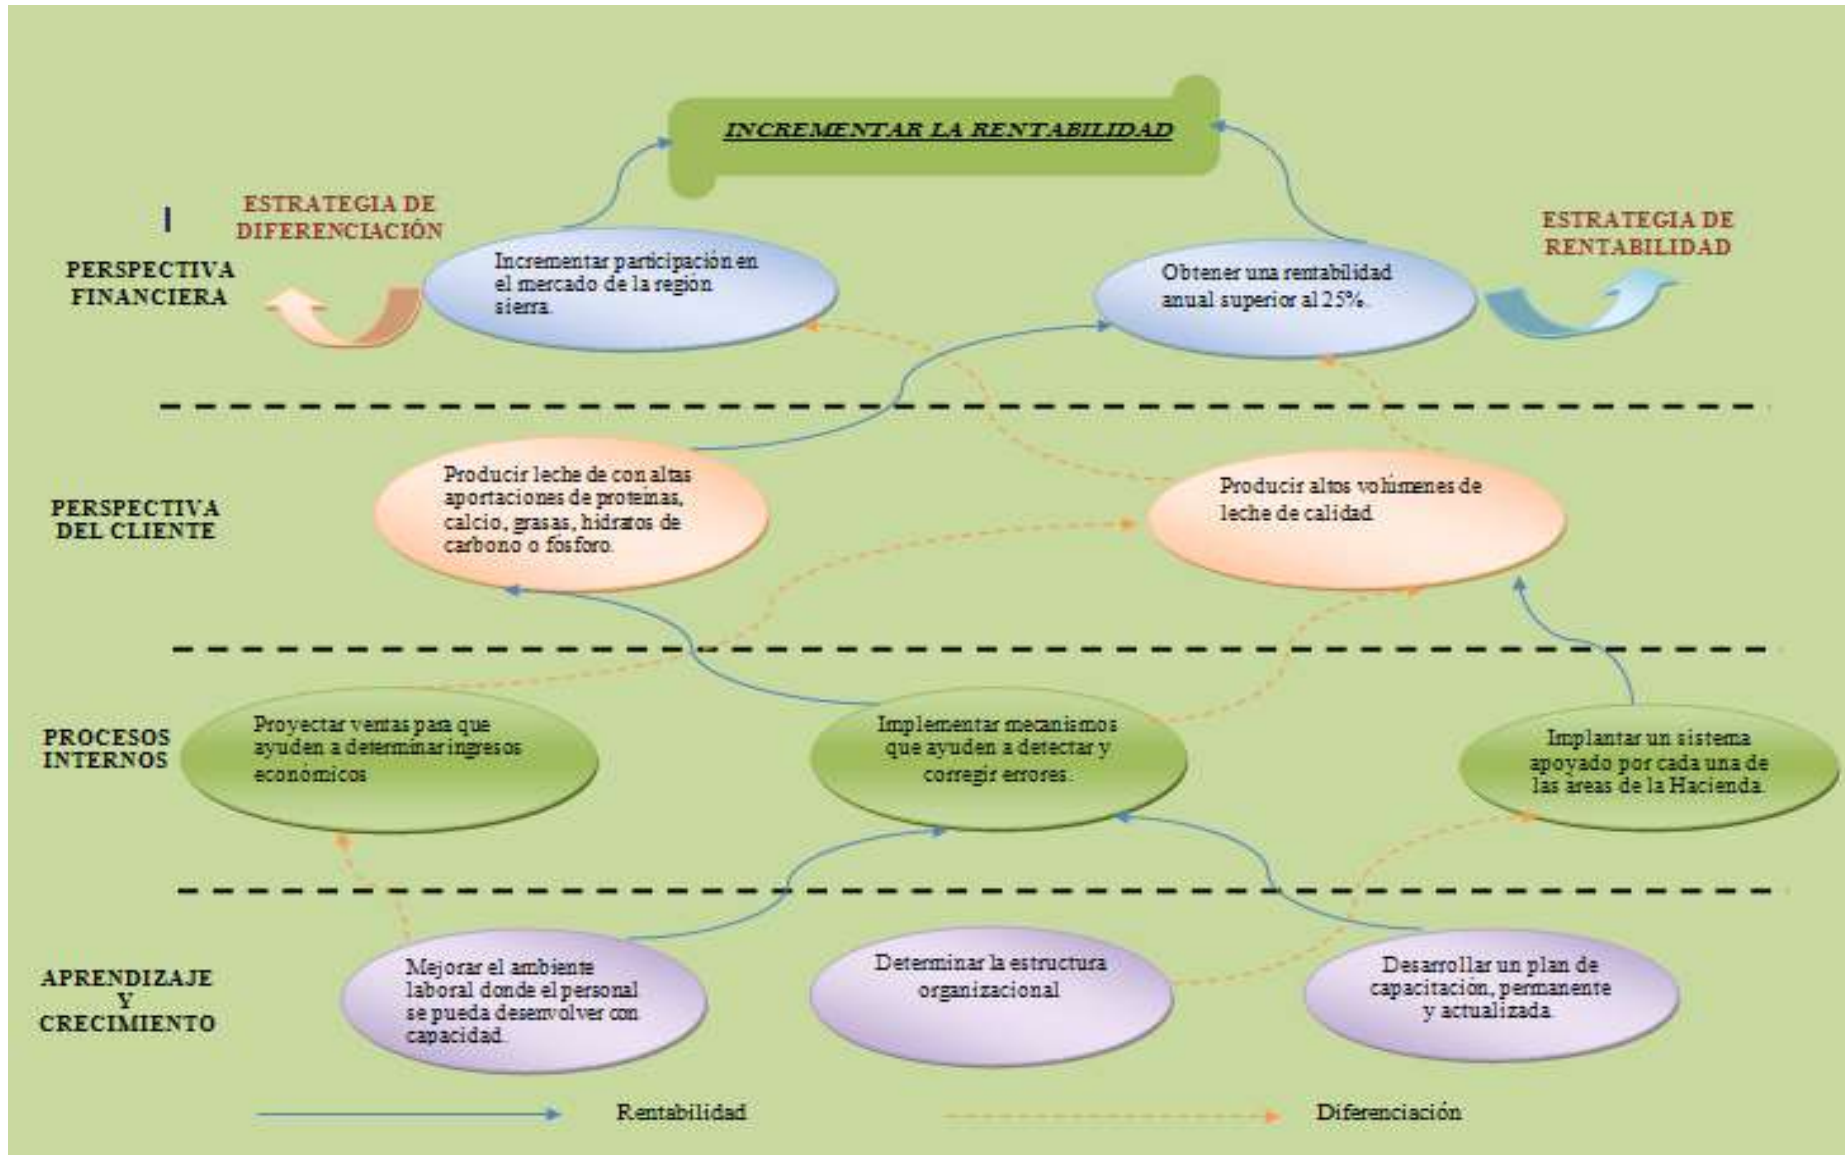 INCREMENTAR LA RENTABILIDAD
ESTRATEGIA DE
DIFERENCIACIÓN
ESTRATEGIA DE
RENTABILIDAD
I
PERSPECTIVA
FINANCIERA
Incrementar participación en
el mercado de la región
sierra.
Obtener una rentabilidad
anual superior al 25%.
PERSPECTIVA
DEL CLIENTE
Producir leche de con altas
aportaciones de proteínas,
calcio, grasas, hidratos de
carbono o fósforo.
Producir altos volúmenes de
leche de calidad
PROCESOS
INTERNOS
Proyectar ventas para que
ayuden a determinar ingresos
económicos
Implementar mecanismos
que ayuden a detectar y
corregir errores.
Implantar un sistema
apoyado por cada una de
las áreas de la Hacienda.
APRENDIZAJE
Y
CRECIMIENTO
Mejorar el ambiente
laboral donde el personal
se pueda desenvolver con
capacidad.
Determinar la estructura
organizacional
Desarrollar un plan de
capacitación, permanente
y actualizada.
Rentabilidad
Diferenciación